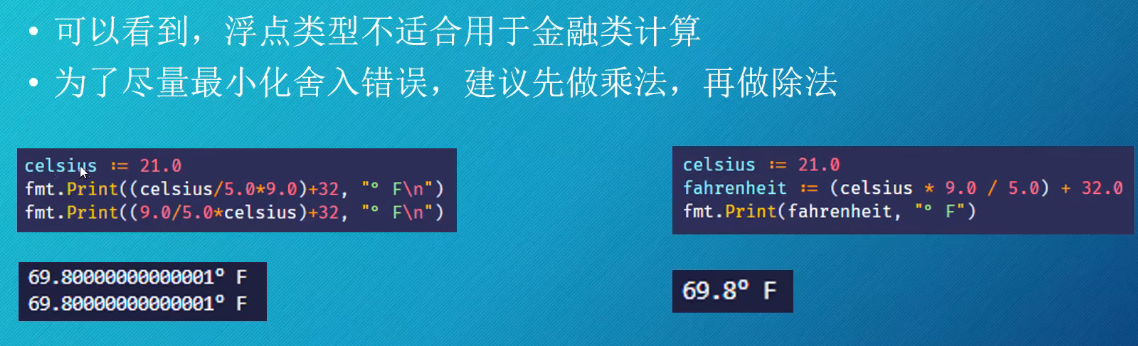 • 可以看到，浮点类型不适合用于金融类计算
• 为了尽量最小化舍入错误，建议先做乘法，再做除法
celsius := 21.0
fmt.Print((celsius/5.0*9.0)+32, "º F\n")
fmt.Print((9.0/5.0*celsius)+32, "º F\n")
69.80000000000001º F
69.80000000000001º F
celsius := 21.0
fahrenheit := (celsius * 9.0 / 5.0) + 32.0
fmt.Print(fahrenheit, "º F")
69.8º F